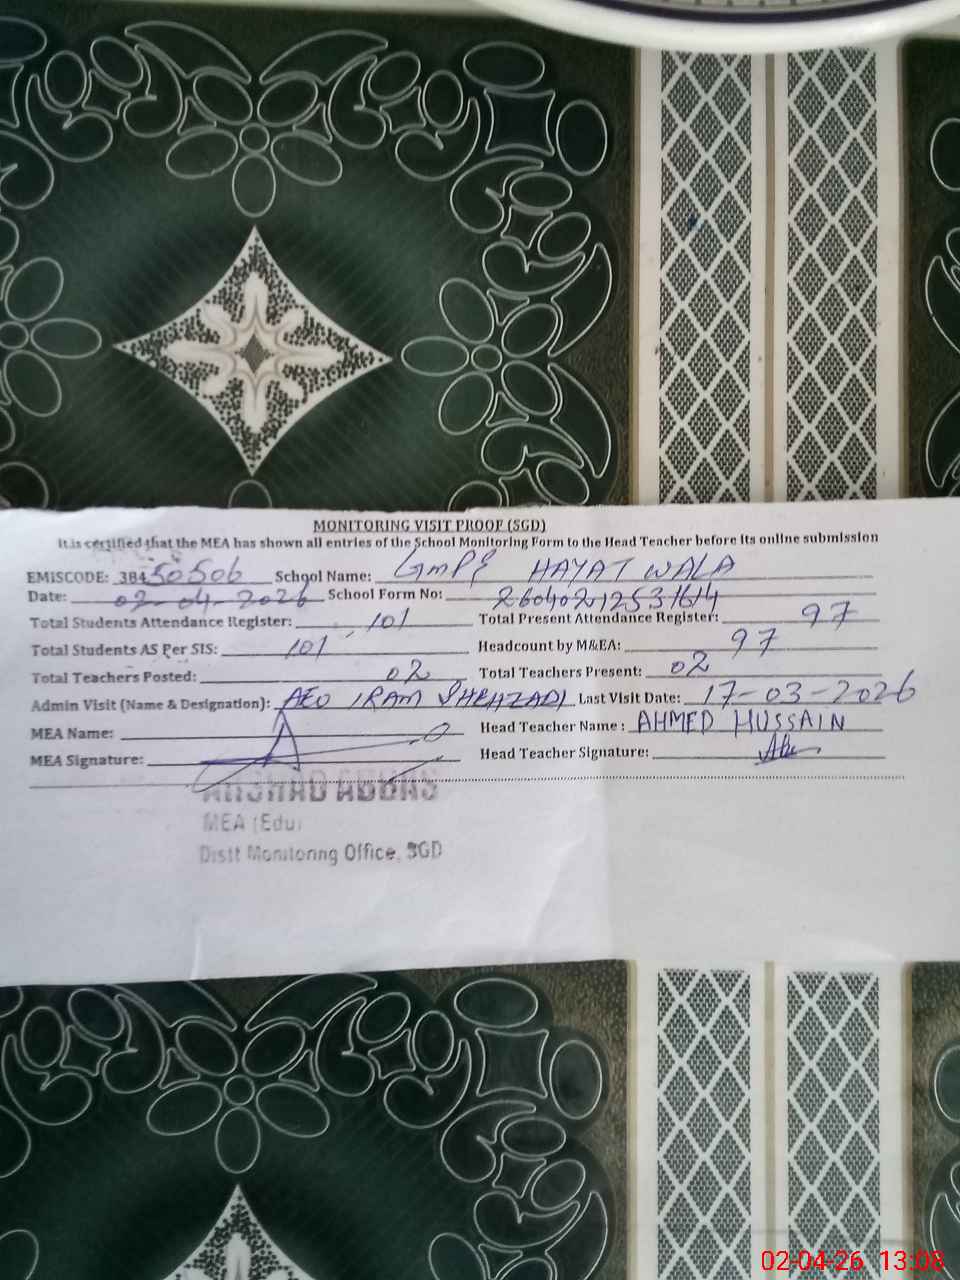 MONITORING VISIT PROOF (SGD)
It is certified that the MEA has shown all entries of the School Monitoring Form to the Head Teacher before its online submission
EMISCODE: 38450506 School Name: GMPS HAYAT WALA
Date: 02-04-2026 School Form No:
Total Students Attendance Register: 101 Total Present Attendance Register: 97
Total Students AS Per SIS: 101 Headcount by M&EA: 97
Total Teachers Posted: 02 Total Teachers Present: 02
Admin Visit (Name & Designation): AEO IRAM SHEHZADI Last Visit Date: 17-03-2026
MEA Name: Head Teacher Name : AHMED HUSSAIN
MEA Signature: Head Teacher Signature:
ARSHAD ABBAS
MEA (Edu)
Distt Monitoring Office, SGD
02-04-26 13:08